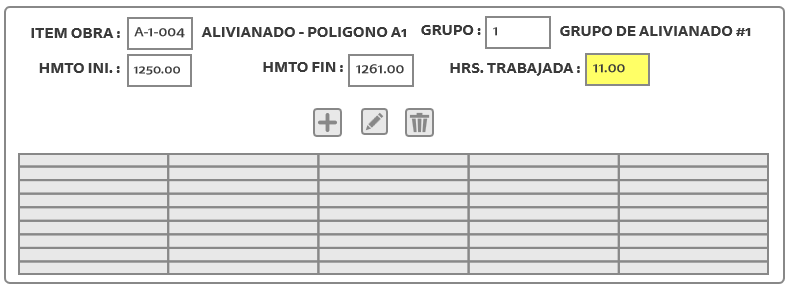 ITEM OBRA : A-1-004 ALIVIANADO - POLIGONO A1 GRUPO : 1 GRUPO DE ALIVIANADO #1
HMTO INI. : 1250.00 HMTO FIN : 1261.00 HRS. TRABAJADA : 11.00